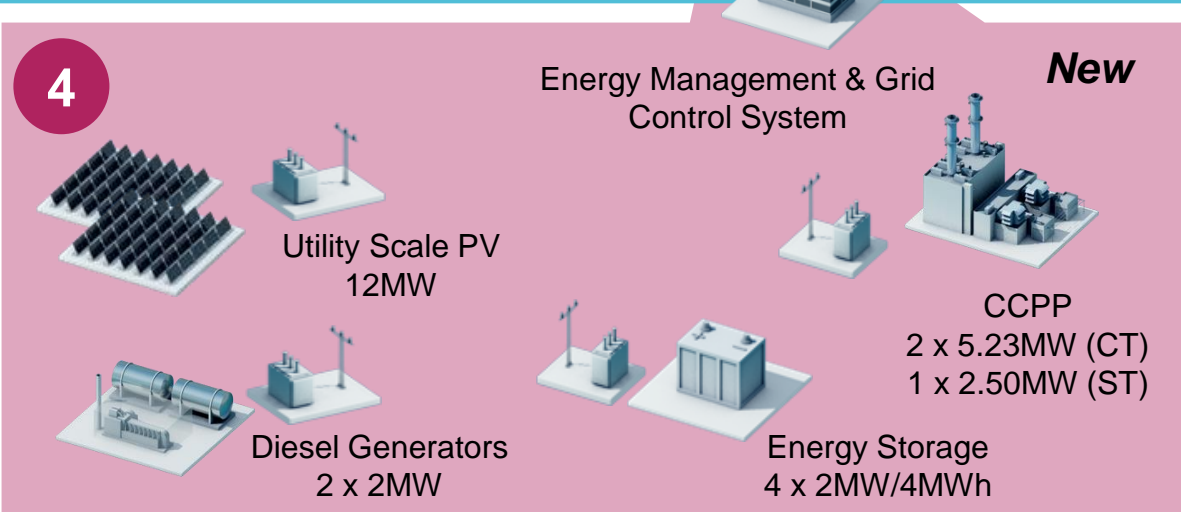 4
Energy Management & Grid
Control System
New
Utility Scale PV
12MW
CCPP
2 x 5.23MW (CT)
1 x 2.50MW (ST)
Diesel Generators
2 x 2MW
Energy Storage
4 x 2MW/4MWh